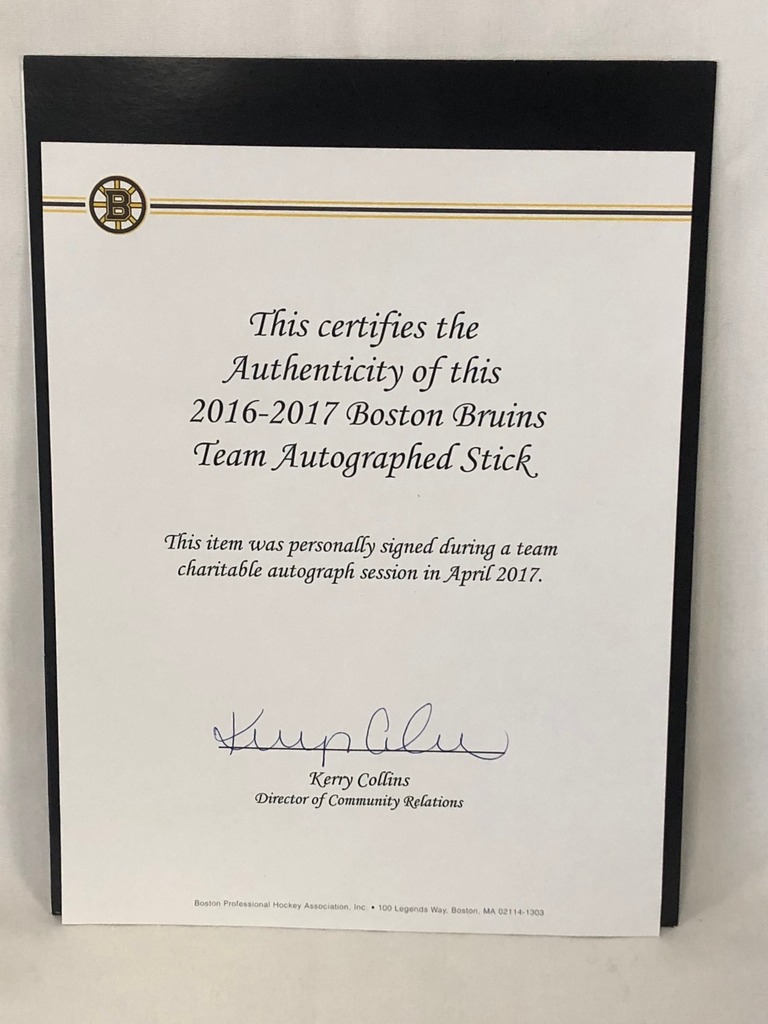 B
This certifies the
Authenticity of this
2016-2017 Boston Bruins
Team Autographed Stick
This item was personally signed during a team
charitable autograph session in April 2017.
Kerry Collins
Director of Community Relations
Boston Professional Hockey Association, Inc. • 100 Legends Way, Boston, MA 02114-1303